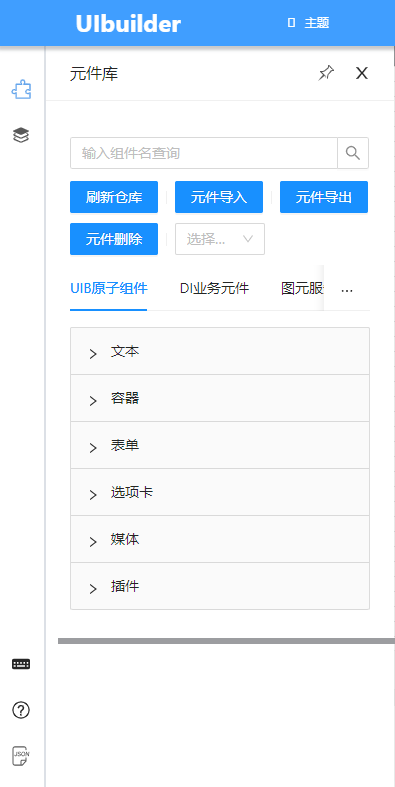 UIbuilder
主题
元件库
X
输入组件名查询
刷新仓库 元件导入 元件导出
元件删除 选择...
UIB原子组件 DI业务元件 图元服 ...
文本
容器
表单
选项卡
媒体
插件
JSON